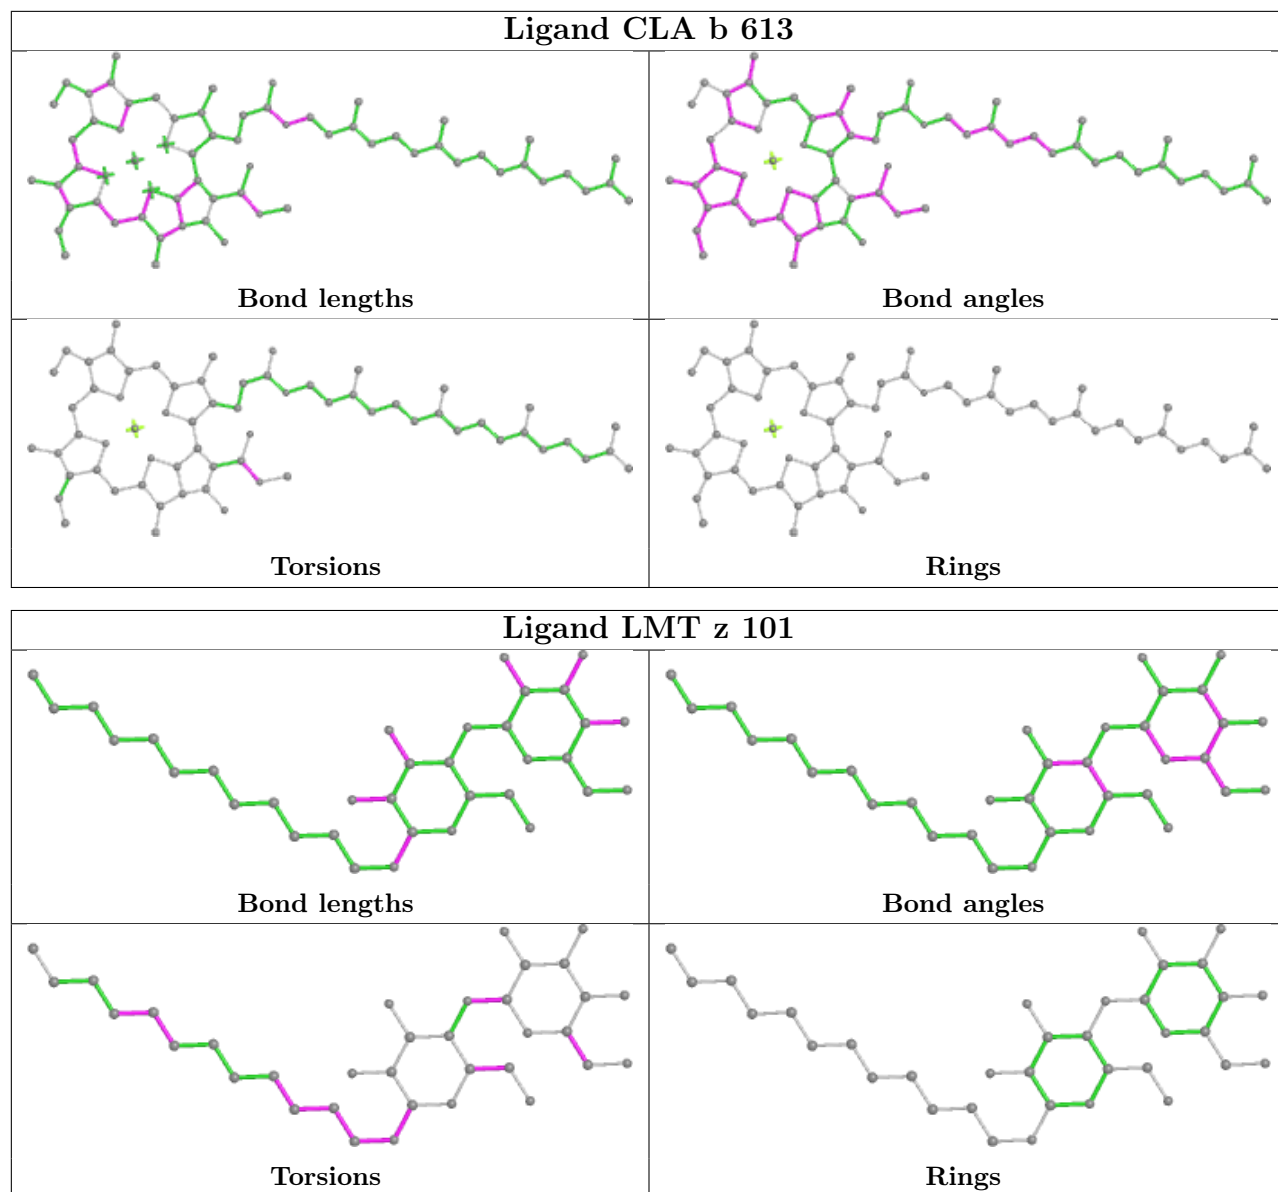 Ligand CLA b 613
Bond lengths
Bond angles
Torsions
Rings
Ligand LMT z 101
Bond lengths
Bond angles
Torsions
Rings